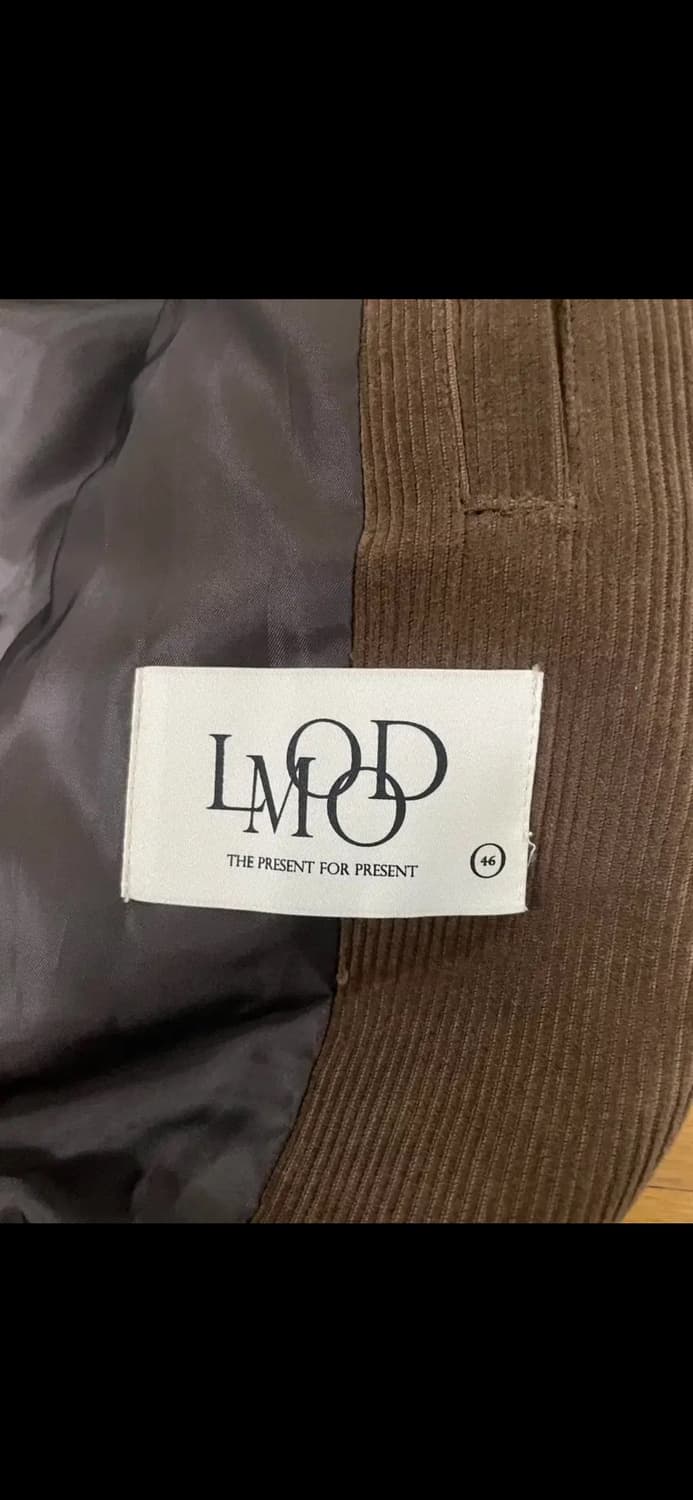 LMOOD
THE PRESENT FOR PRESENT
46